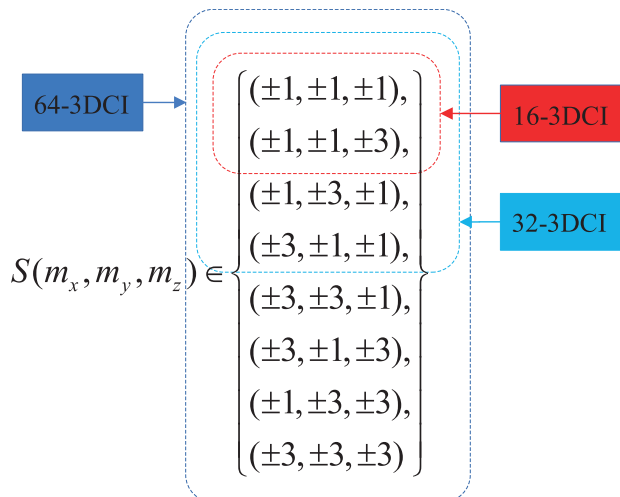 64-3DCI
(±1,±1,±1),
16-3DCI
(±1,±1,±3),
(±1,±3,±1),
32-3DCI
(±3,±1,±1),
S(m_x,m_y,m_z)∈
(±3,±3,±1),
(±3,±1,±3),
(±1,±3,±3),
(±3,±3,±3)